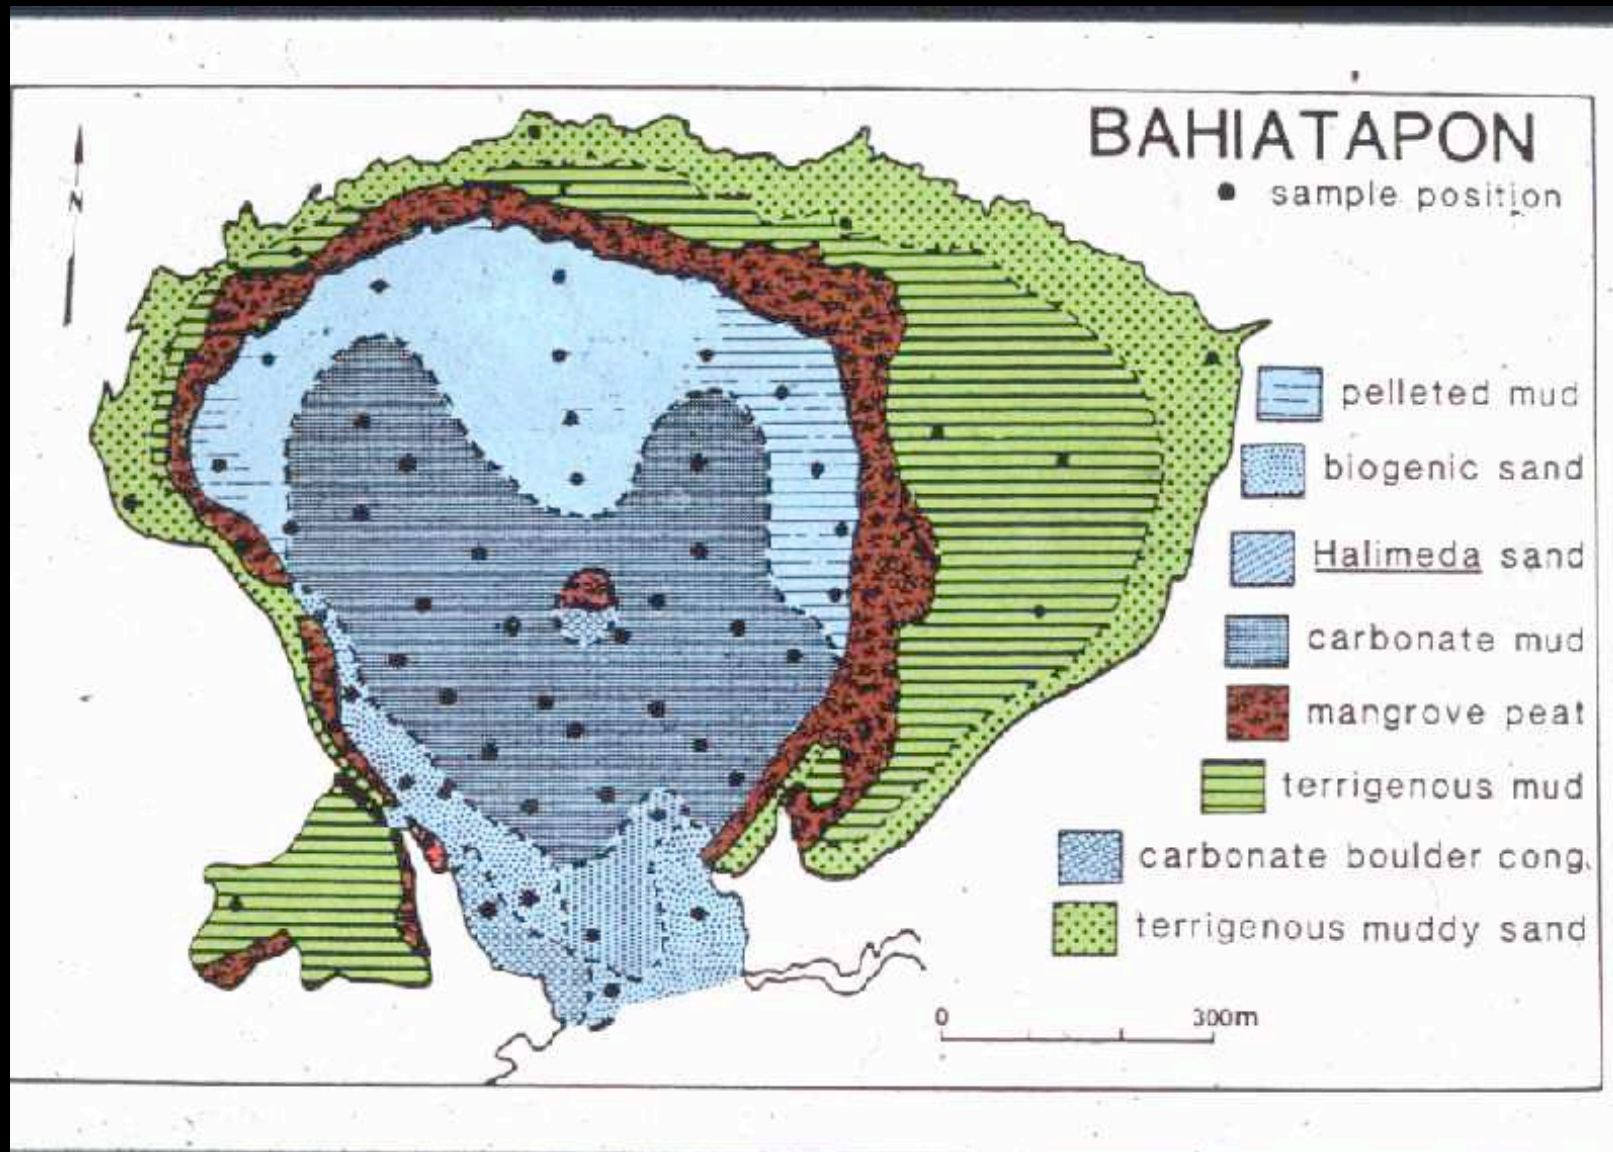 BAHIATAPON
sample position
N
pelleted mud
biogenic sand
Halimeda sand
carbonate mud
mangrove peat
terrigenous mud
carbonate boulder cong.
terrigenous muddy sand
0 300m